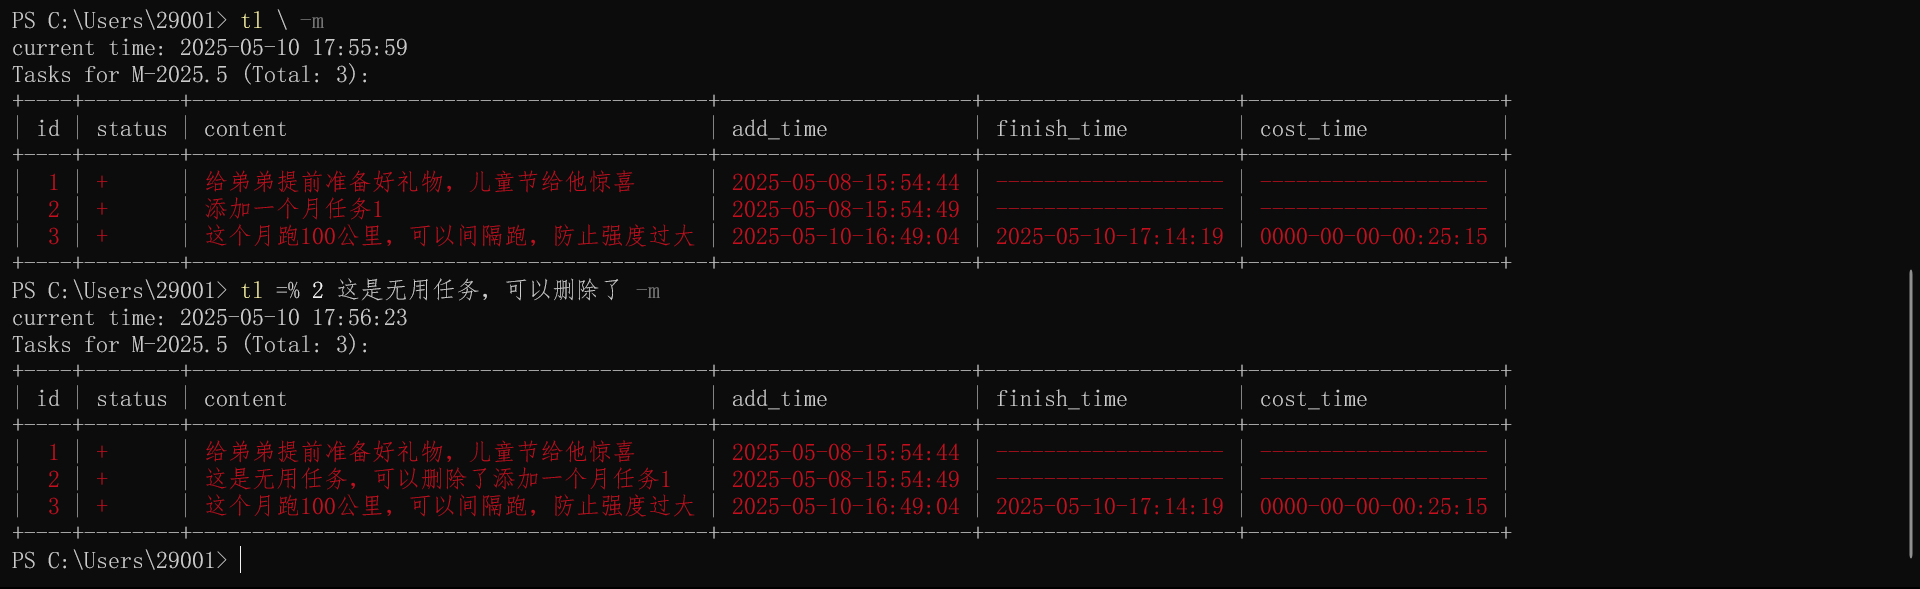 PS C:\Users\29001> tl \ -m
current time: 2025-05-10 17:55:59
Tasks for M-2025.5 (Total: 3):
+----+--------+-------------------------------------------+---------------------+---------------------+---------------------+
| id | status | content | add_time | finish_time | cost_time |
+----+--------+-------------------------------------------+---------------------+---------------------+---------------------+
| 1 | + | 给弟弟提前准备好礼物，儿童节给他惊喜 | 2025-05-08-15:54:44 | ------------------- | ------------------- |
| 2 | + | 添加一个月任务1 | 2025-05-08-15:54:49 | ------------------- | ------------------- |
| 3 | + | 这个月跑100公里，可以间隔跑，防止强度过大 | 2025-05-10-16:49:04 | 2025-05-10-17:14:19 | 0000-00-00-00:25:15 |
+----+--------+-------------------------------------------+---------------------+---------------------+---------------------+
PS C:\Users\29001> tl =% 2 这是无用任务，可以删除了 -m
current time: 2025-05-10 17:56:23
Tasks for M-2025.5 (Total: 3):
+----+--------+-------------------------------------------+---------------------+---------------------+---------------------+
| id | status | content | add_time | finish_time | cost_time |
+----+--------+-------------------------------------------+---------------------+---------------------+---------------------+
| 1 | + | 给弟弟提前准备好礼物，儿童节给他惊喜 | 2025-05-08-15:54:44 | ------------------- | ------------------- |
| 2 | + | 这是无用任务，可以删除了添加一个月任务1 | 2025-05-08-15:54:49 | ------------------- | ------------------- |
| 3 | + | 这个月跑100公里，可以间隔跑，防止强度过大 | 2025-05-10-16:49:04 | 2025-05-10-17:14:19 | 0000-00-00-00:25:15 |
+----+--------+-------------------------------------------+---------------------+---------------------+---------------------+
PS C:\Users\29001>